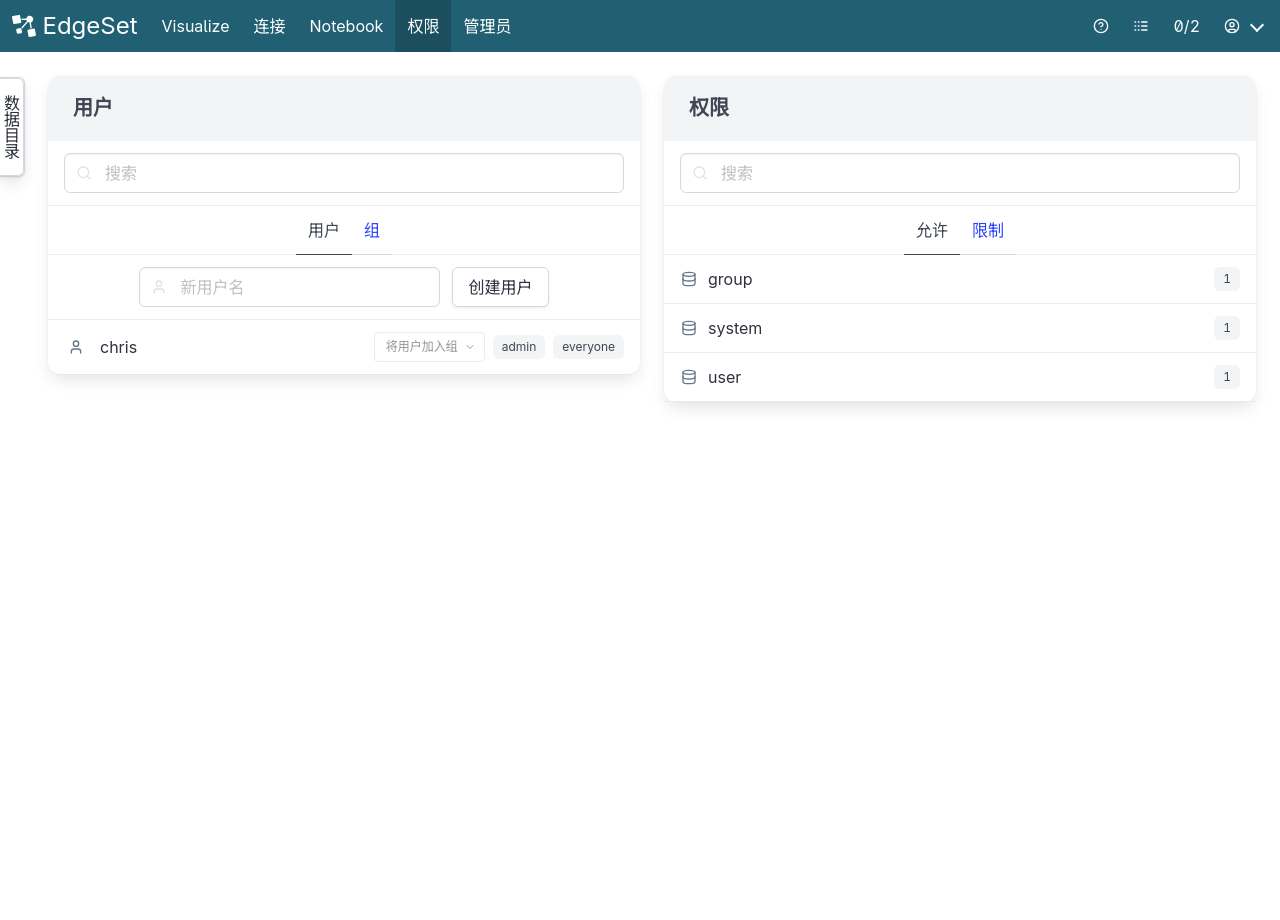 EdgeSet Visualize 连接 Notebook 权限 管理员 0/2
数据目录
用户
搜索
用户 组
新用户名 创建用户
chris 将用户加入组 admin everyone
权限
搜索
允许 限制
group 1
system 1
user 1